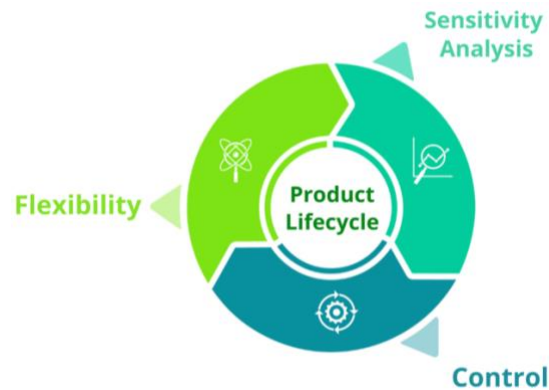 Sensitivity
Analysis
Flexibility
Product
Lifecycle
Control